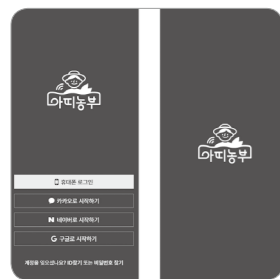 아띠농부
휴대폰 로그인
카카오로 시작하기
네이버로 시작하기
구글로 시작하기
계정을 잊으셨나요? ID찾기 또는 비밀번호 찾기
아띠농부